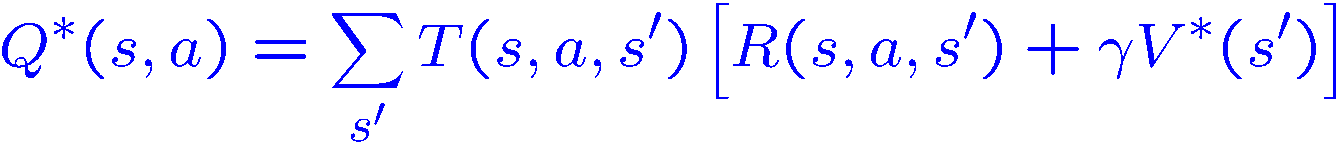 Q*(s, a) = ∑_{s′} T(s, a, s′) [R(s, a, s′) + γV*(s′)]